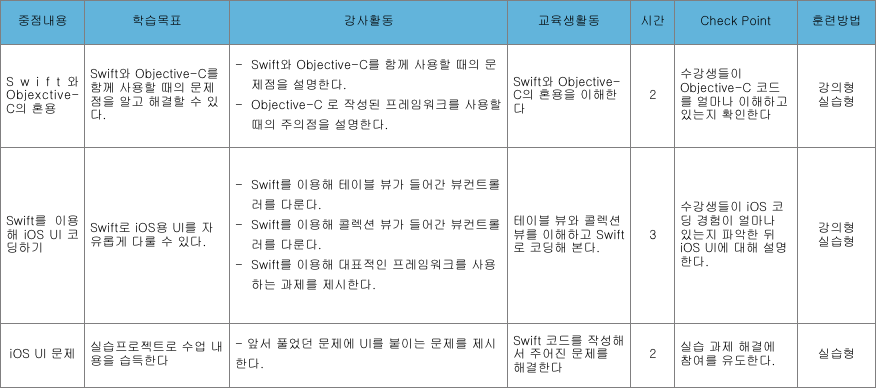 중점내용 학습목표 강사활동 교육생활동 시간 Check Point 훈련방법
S w i f t 와
Objexctive-
C의 혼용
Swift와 Objective-C를
함께 사용할 때의 문제
점을 알고 해결할 수 있
다.
- Swift와 Objective-C를 함께 사용할 때의 문
제점을 설명한다.
- Objective-C 로 작성된 프레임워크를 사용할
때의 주의점을 설명한다.
Swift와 Objective-
C의 혼용을 이해한
다
2
수강생들이
Objective-C 코드
를 얼마나 이해하고
있는지 확인한다
강의형
실습형
Swift를 이용
해 iOS UI 코
딩하기
Swift로 iOS용 UI를 자
유롭게 다룰 수 있다.
- Swift를 이용해 테이블 뷰가 들어간 뷰컨트롤
러를 다룬다.
- Swift를 이용해 콜렉션 뷰가 들어간 뷰컨트롤
러를 다룬다.
- Swift를 이용해 대표적인 프레임워크를 사용
하는 과제를 제시한다.
테이블 뷰와 콜렉션
뷰를 이해하고 Swift
로 코딩해 본다.
3
수강생들이 iOS 코
딩 경험이 얼마나
있는지 파악한 뒤
iOS UI에 대해 설명
한다.
강의형
실습형
iOS UI 문제
실습프로젝트로 수업 내
용을 습득한다
- 앞서 풀었던 문제에 UI를 붙이는 문제를 제시
한다.
Swift 코드를 작성해
서 주어진 문제를
해결한다
2
실습 과제 해결에
참여를 유도한다.
실습형